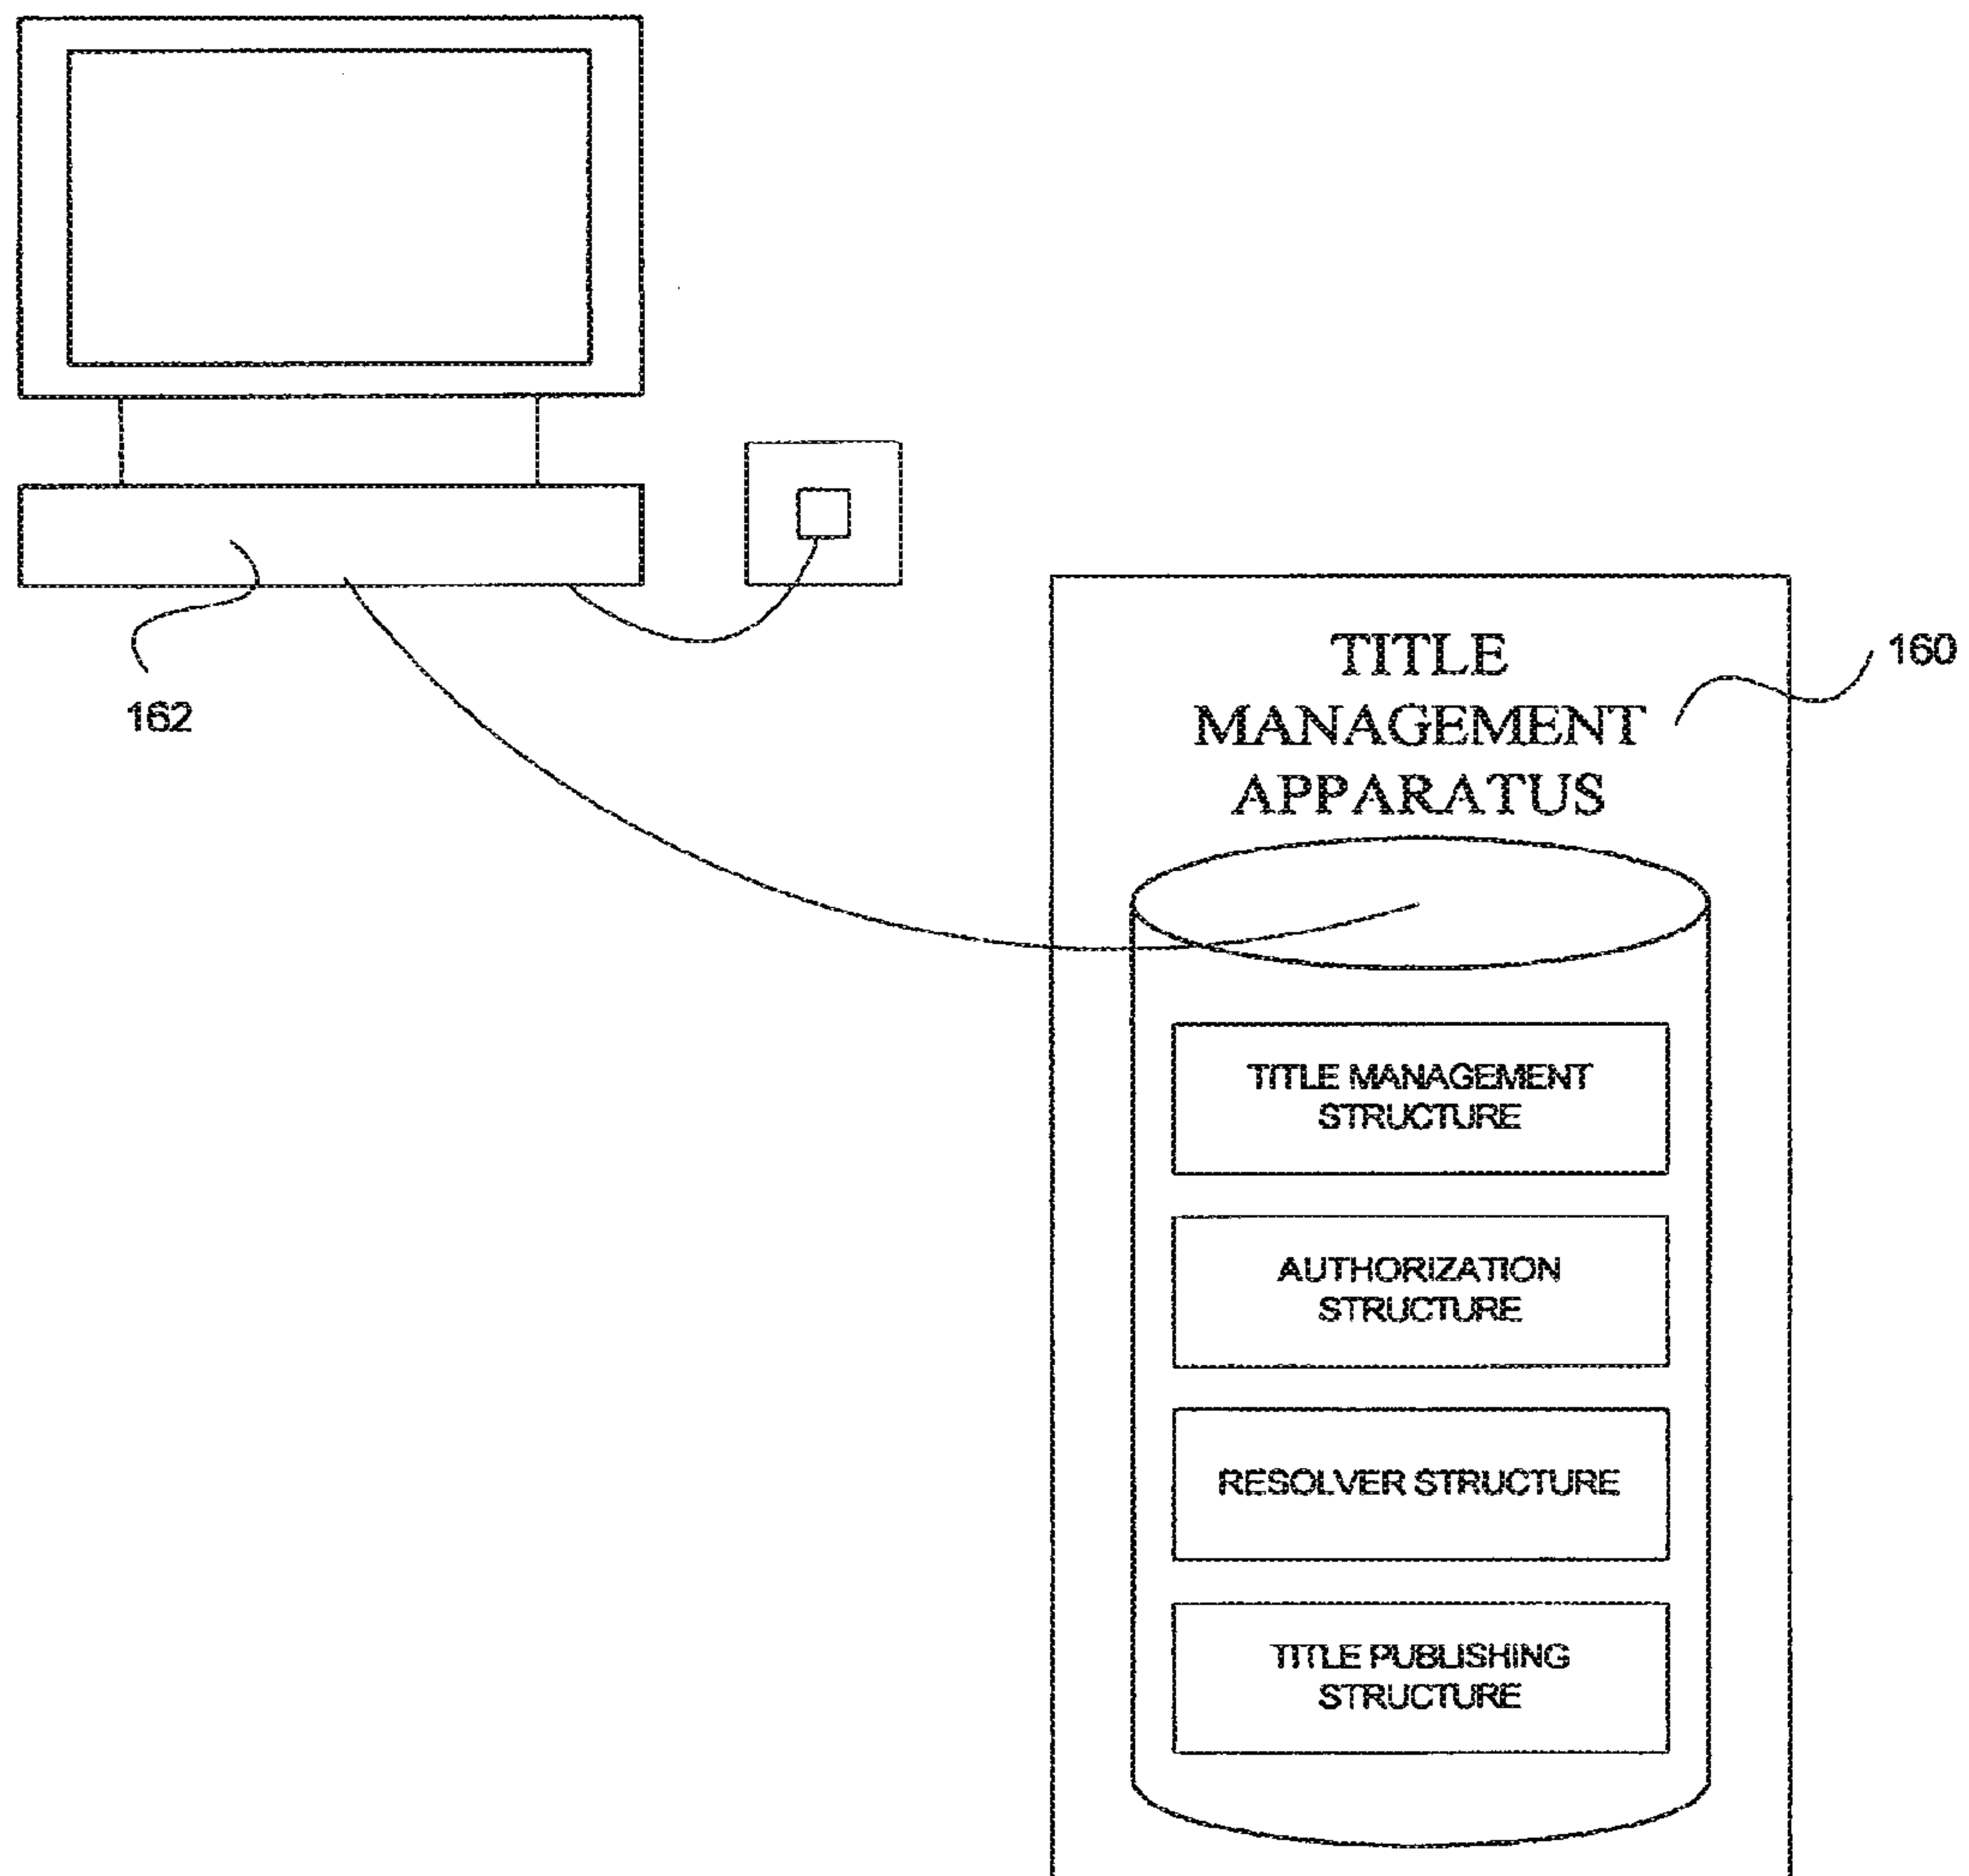 162
160
TITLE
MANAGEMENT
APPARATUS
TITLE MANAGEMENT
STRUCTURE
AUTHORIZATION
STRUCTURE
RESOLVER STRUCTURE
TITLE PUBLISHING
STRUCTURE